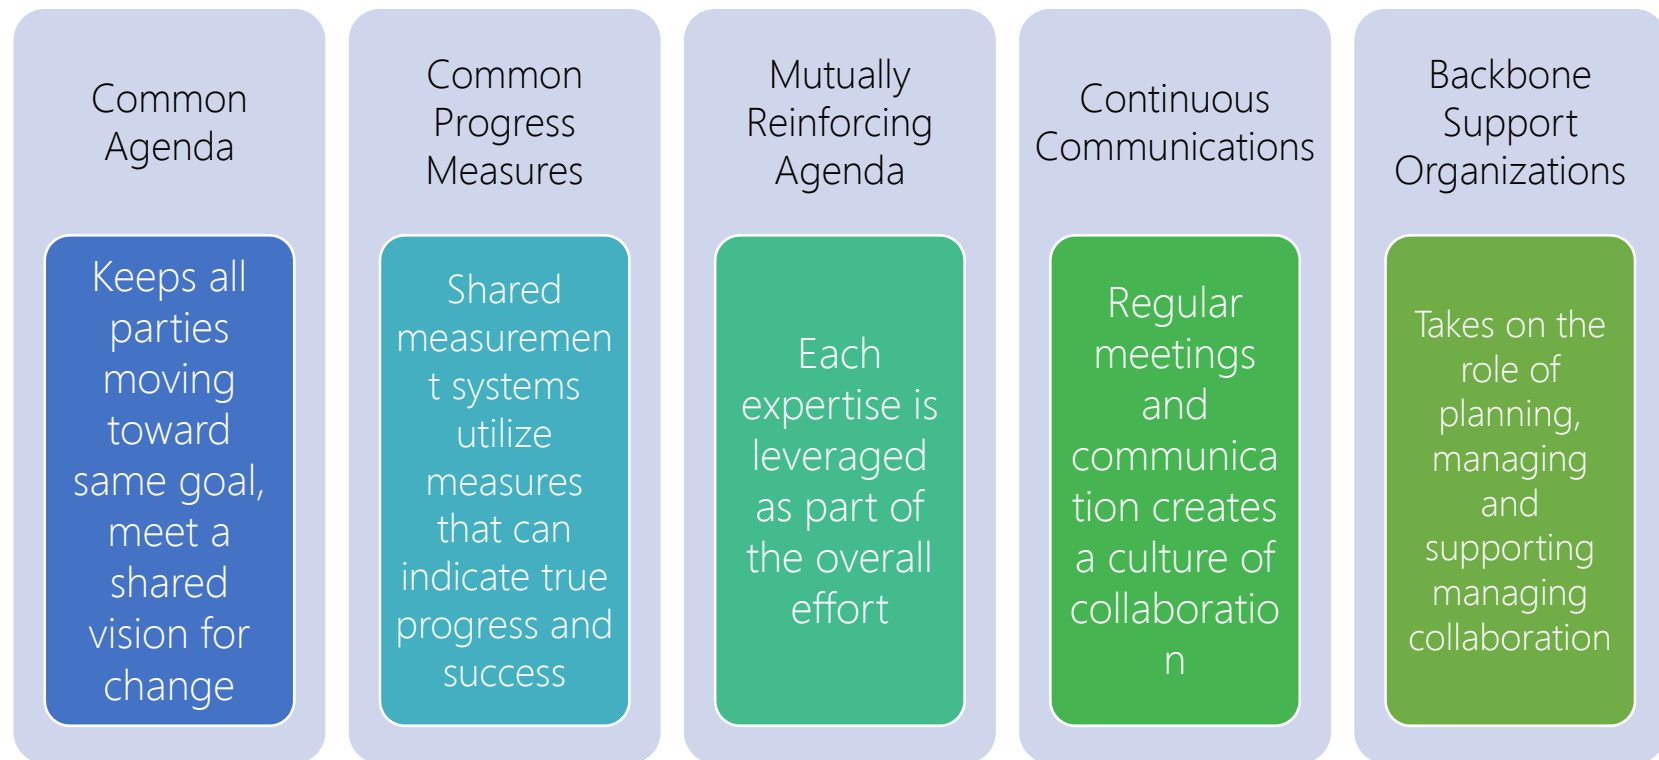 Common
Agenda
Keeps all
parties
moving
toward
same goal,
meet a
shared
vision for
change
Common
Progress
Measures
Shared
measuremen
t systems
utilize
measures
that can
indicate true
progress and
success
Mutually
Reinforcing
Agenda
Each
expertise is
leveraged
as part of
the overall
effort
Continuous
Communications
Regular
meetings
and
communica
tion creates
a culture of
collaboratio
n
Backbone
Support
Organizations
Takes on the
role of
planning,
managing
and
supporting
managing
collaboration